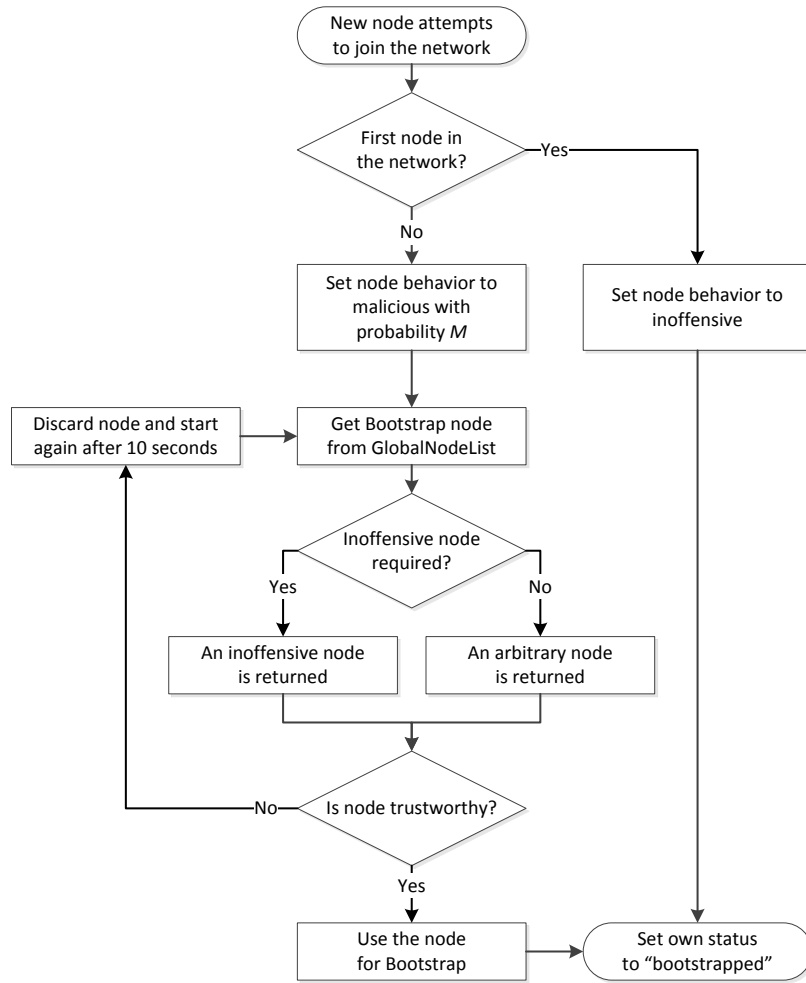 New node attempts
to join the network
First node in
the network?
Yes
No
Set node behavior to
malicious with
probability M
Set node behavior to
inoffensive
Discard node and start
again after 10 seconds
Get Bootstrap node
from GlobalNodeList
Inoffensive node
required?
Yes
No
An inoffensive node
is returned
An arbitrary node
is returned
Is node trustworthy?
No
Yes
Use the node
for Bootstrap
Set own status
to “bootstrapped”